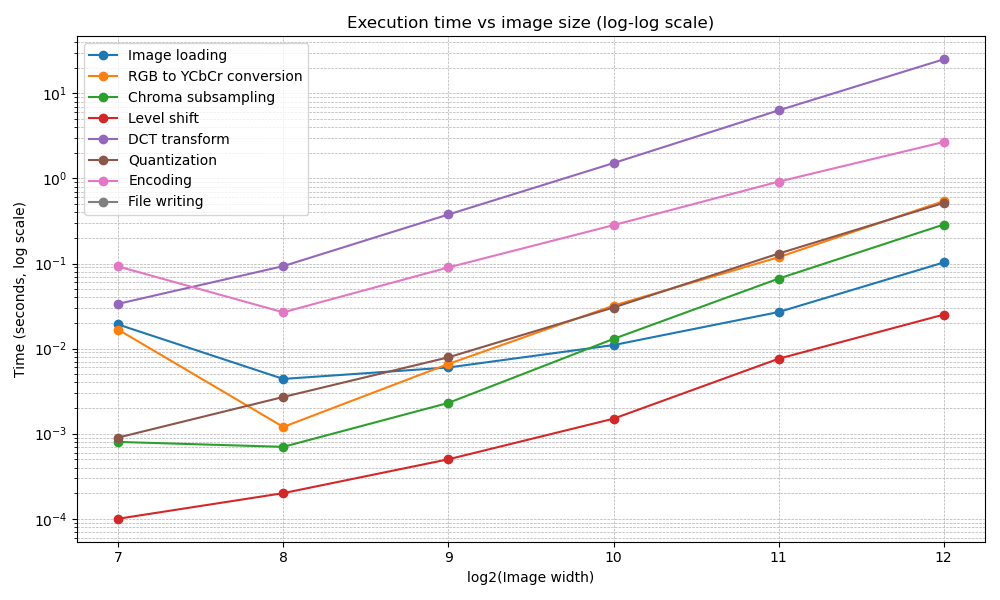 Execution time vs image size (log-log scale)
Image loading
RGB to YCbCr conversion
Chroma subsampling
Level shift
DCT transform
Quantization
Encoding
File writing
Time (seconds, log scale)
10¹
10⁰
10⁻¹
10⁻²
10⁻³
10⁻⁴
7 8 9 10 11 12
log2(Image width)